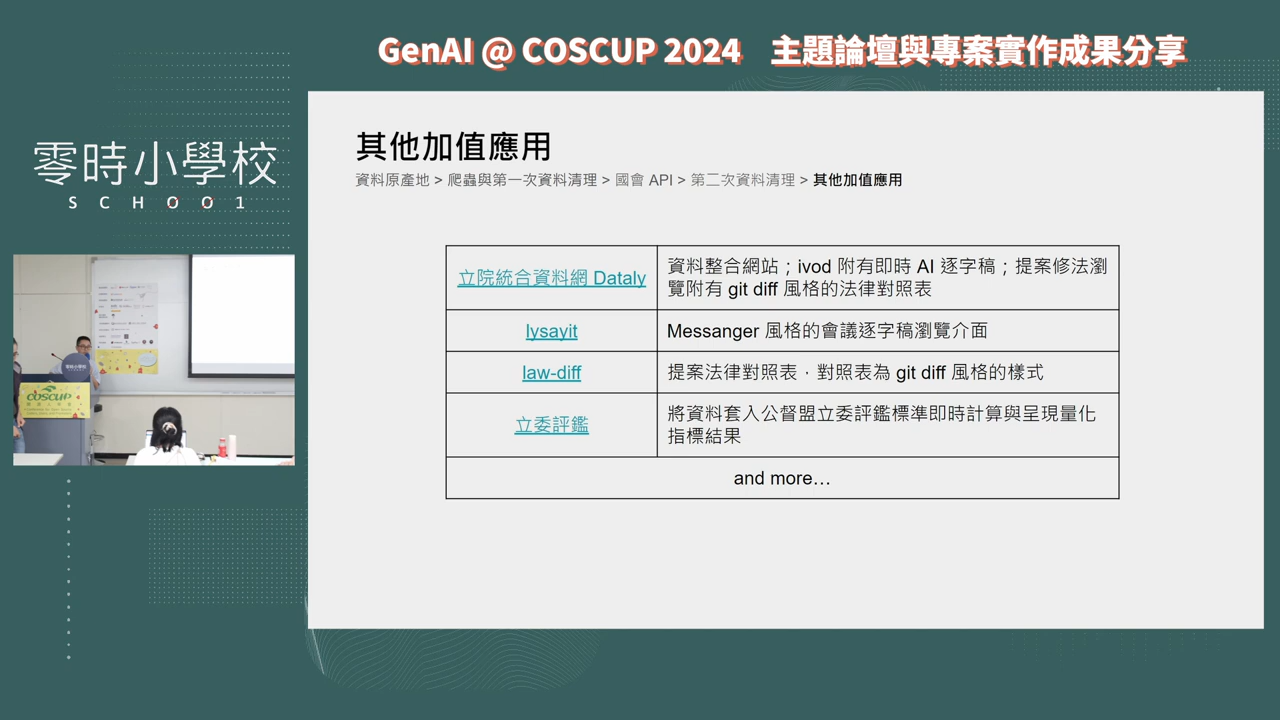 GenAI @ COSCUP 2024 主題論壇與專案實作成果分享
零時小學校
SCHOO1
其他加值應用
資料原產地 > 爬蟲與第一次資料清理 > 國會 API > 第二次資料清理 > 其他加值應用
立院統合資料網 Dataly
資料整合網站；ivod 附有即時 AI 逐字稿；提案修法瀏
覽附有 git diff 風格的法律對照表
lysayit
Messanger 風格的會議逐字稿瀏覽介面
law-diff
提案法律對照表，對照表為 git diff 風格的樣式
立委評鑑
將資料套入公督盟立委評鑑標準即時計算與呈現量化
指標結果
and more…
零時小學校
COSCUP